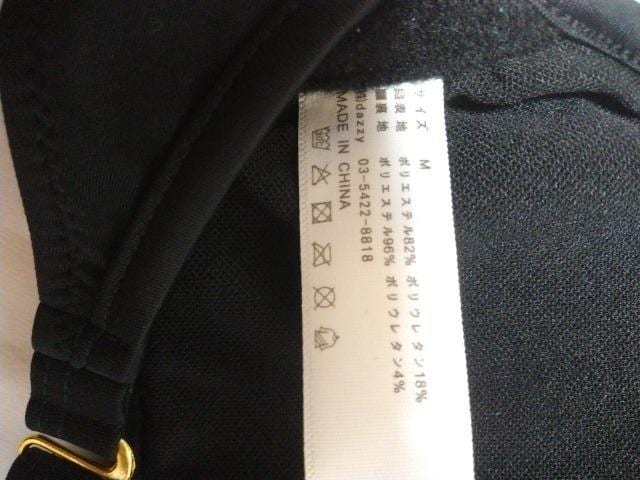 サイズ M
表地 ポリエステル82% ポリウレタン18%
裏地 ポリエステル96% ポリウレタン4%
㈱dazzy 03-5422-8818
MADE IN CHINA